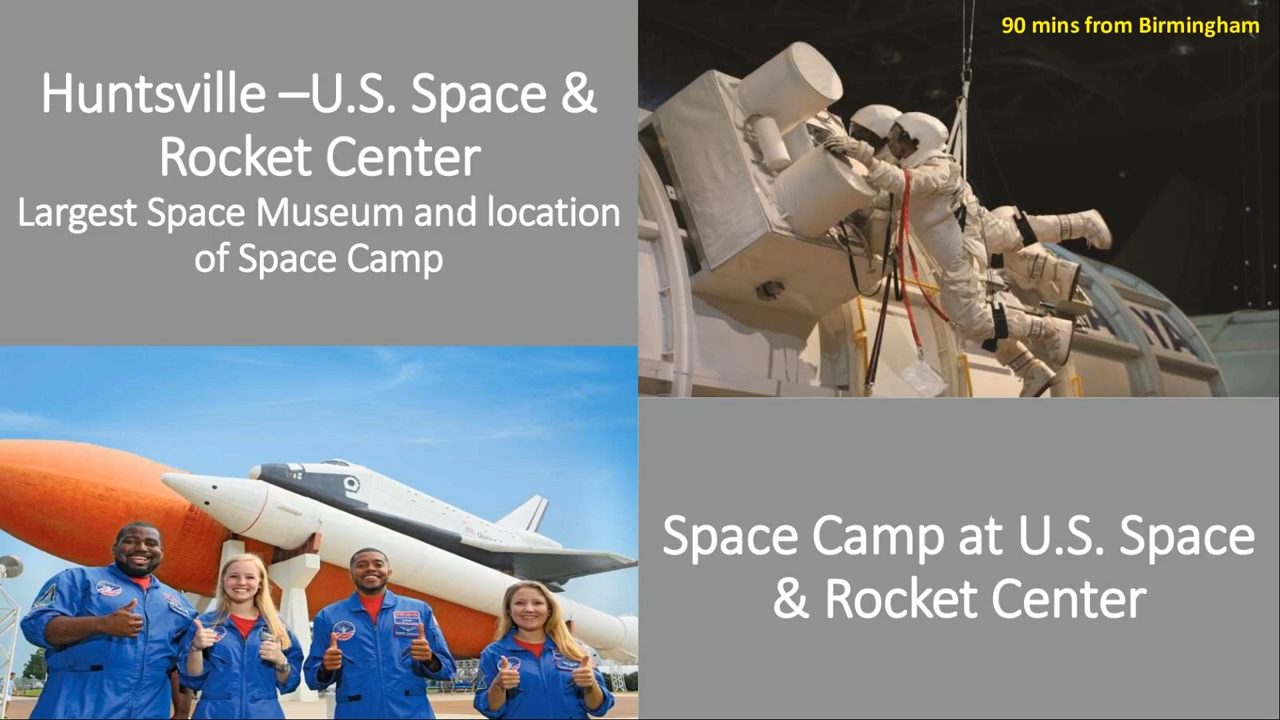 Huntsville –U.S. Space &
Rocket Center
Largest Space Museum and location
of Space Camp
90 mins from Birmingham
Space Camp at U.S. Space
& Rocket Center